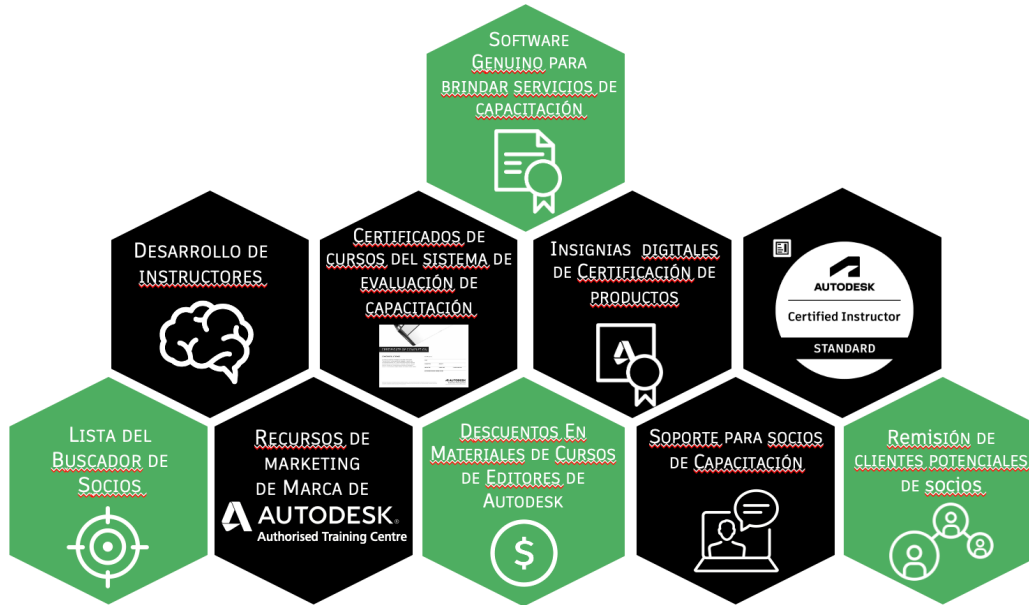 Software
Genuino para
brindar servicios de
capacitación
Desarrollo de
instructores
Certificados de
cursos del sistema de
evaluación de
capacitación
Insignias digitales
de Certificación de
productos
AUTODESK
Certified Instructor
STANDARD
Lista del
Buscador de
Socios
Recursos de
marketing
de Marca de
AUTODESK®
Authorised Training Centre
Descuentos En
Materiales de Cursos
de Editores de
Autodesk
$
Soporte para socios
de Capacitación
Remisión de
clientes potenciales
de socios